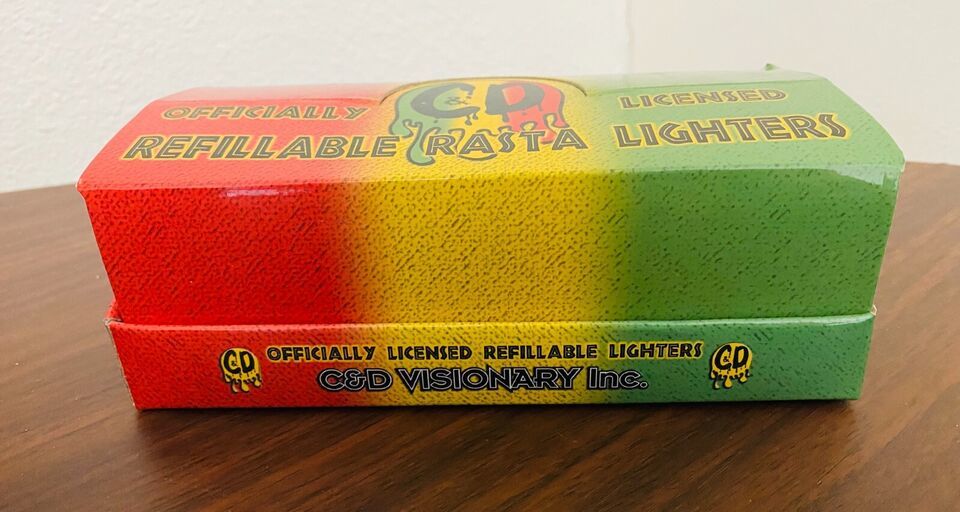 OFFICIALLY C&D LICENSED
REFILLABLE RASTA LIGHTERS
C&D OFFICIALLY LICENSED REFILLABLE LIGHTERS C&D
C&D VISIONARY Inc.